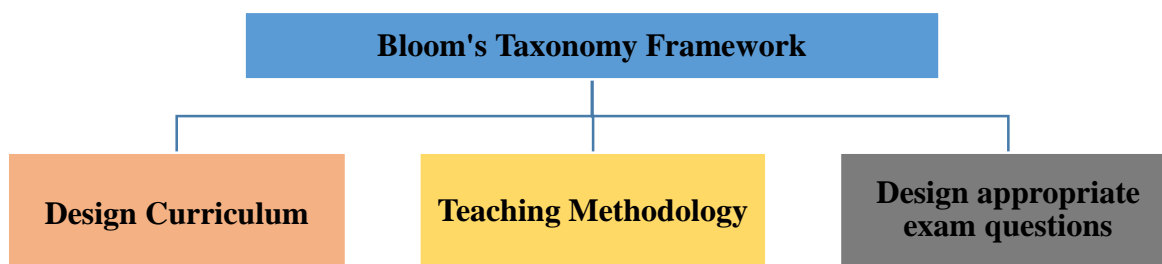 Bloom's Taxonomy Framework
Design Curriculum
Teaching Methodology
Design appropriate
exam questions